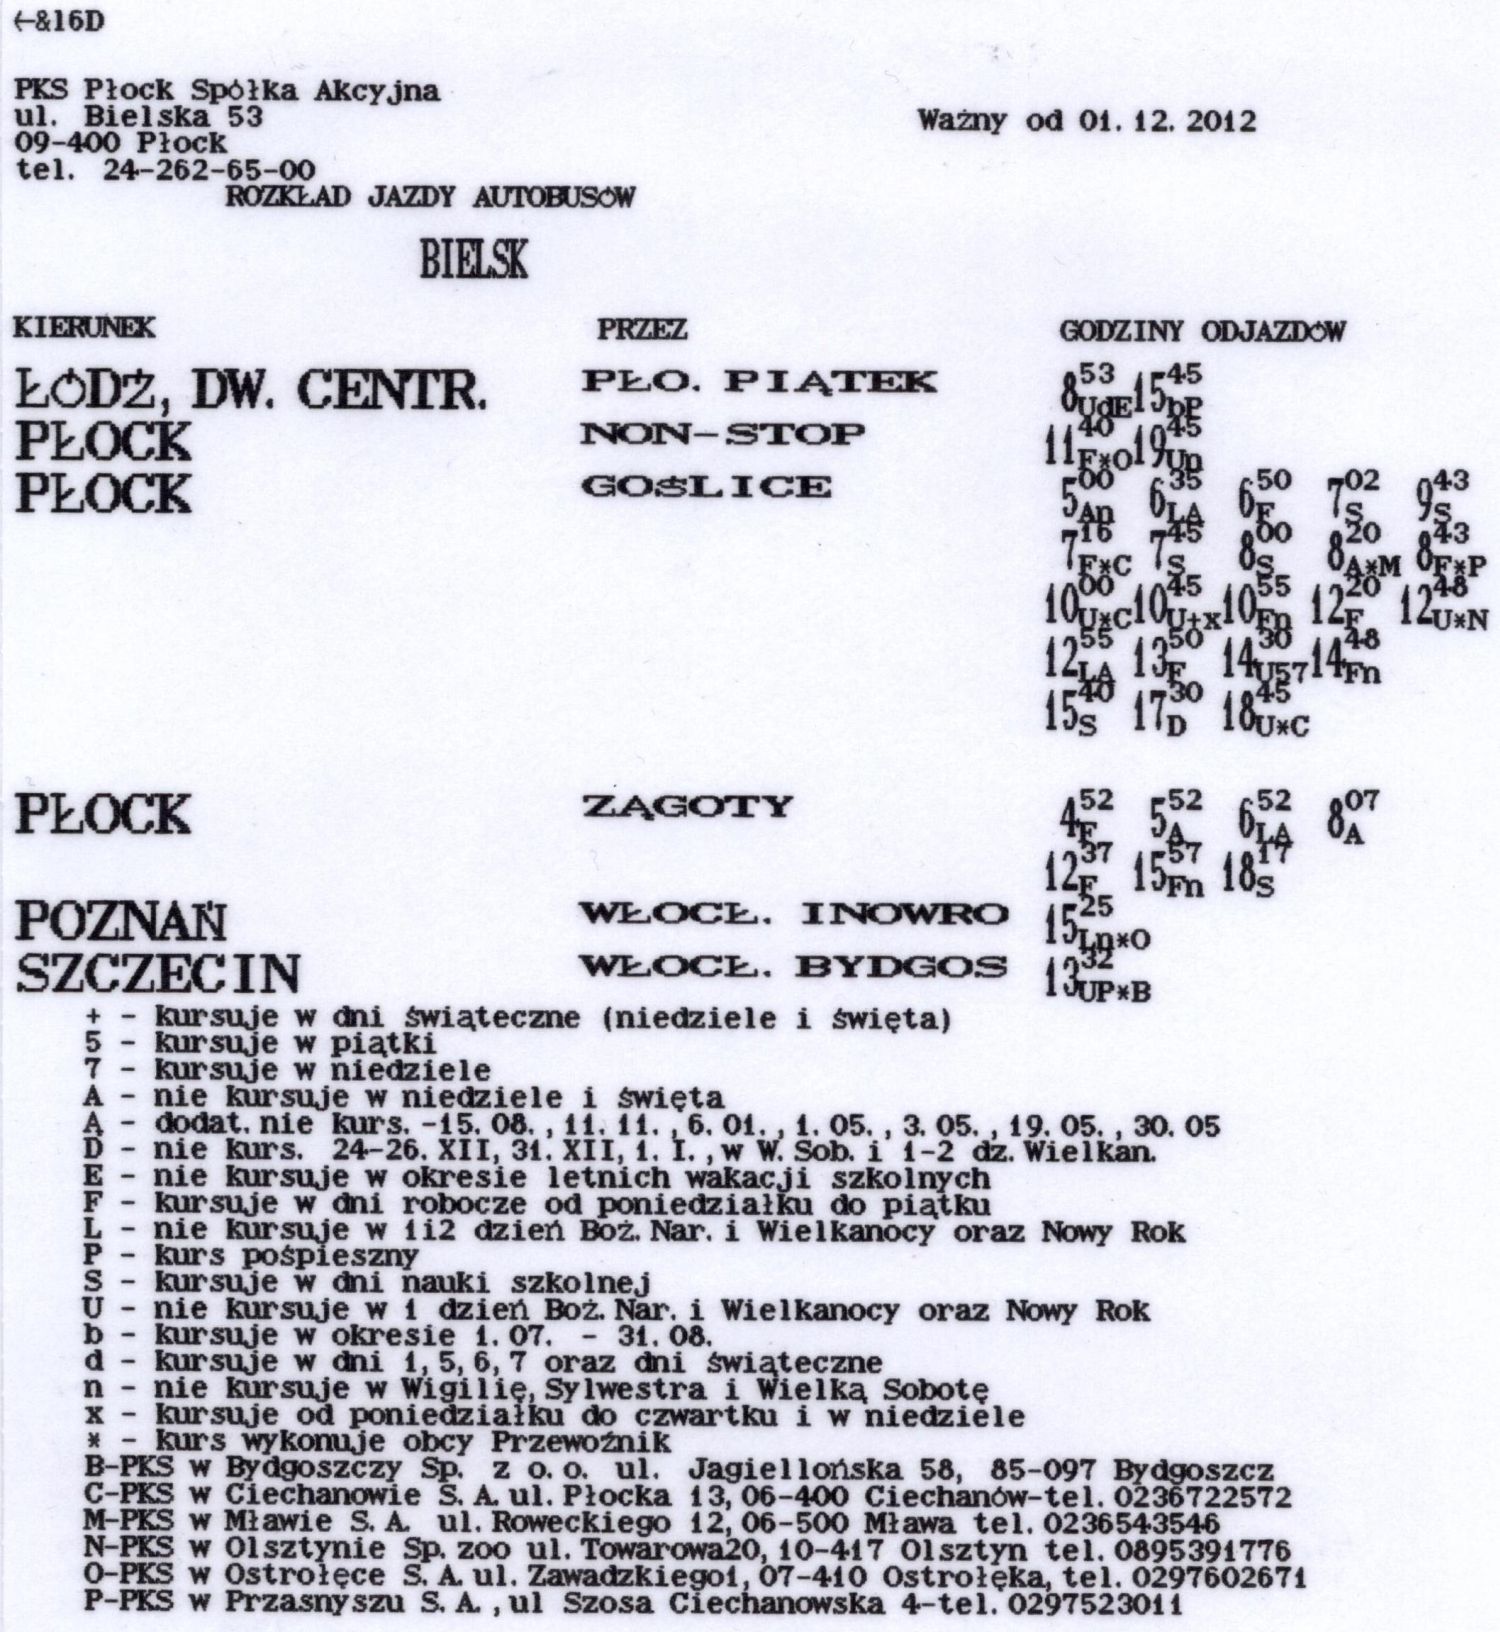 ←&16D
PKS Płock Spółka Akcyjna
ul. Bielska 53
Ważny od 01.12.2012
09-400 Płock
tel. 24-262-65-00
ROZKŁAD JAZDY AUTOBUSÓW
BIELSK
KIERUNEK PRZEZ GODZINY ODJAZDÓW
ŁÓDŹ, DW. CENTR. PŁO. PIĄTEK 8 53 UdE 15 45 bP
PŁOCK NON-STOP 11 40 F*O 19 45 Un
PŁOCK GOŚLICE 5 00 An 6 35 LA 6 50 F 7 02 S 9 43 S
7 16 F*C 7 45 S 8 00 S 8 20 A*M 8 43 F*P
10 00 U*C 10 45 U+x 10 55 Fn 12 20 F 12 48 U*N
12 55 LA 13 50 F 14 30 U57 14 48 Fn
15 40 S 17 30 D 18 45 U*C
PŁOCK ZĄGOTY 4 52 F 5 52 A 6 52 LA 8 07 A
12 37 F 15 57 Fn 18 17 S
POZNAŃ WŁOCŁ. INOWRO 15 25 Ln*O
SZCZECIN WŁOCŁ. BYDGOS 13 32 UP*B
+ - kursuje w dni świąteczne (niedziele i święta)
5 - kursuje w piątki
7 - kursuje w niedziele
A - nie kursuje w niedziele i święta
Ą - dodat. nie kurs. -15.08., 11.11., 6.01., 1.05., 3.05., 19.05., 30.05
D - nie kurs. 24-26.XII, 31.XII, 1.I., w W.Sob. i 1-2 dz.Wielkan.
E - nie kursuje w okresie letnich wakacji szkolnych
F - kursuje w dni robocze od poniedziałku do piątku
L - nie kursuje w 1i2 dzień Boż.Nar. i Wielkanocy oraz Nowy Rok
P - kurs pośpieszny
S - kursuje w dni nauki szkolnej
U - nie kursuje w 1 dzień Boż.Nar. i Wielkanocy oraz Nowy Rok
b - kursuje w okresie 1.07. - 31.08.
d - kursuje w dni 1,5,6,7 oraz dni świąteczne
n - nie kursuje w Wigilię, Sylwestra i Wielką Sobotę
x - kursuje od poniedziałku do czwartku i w niedziele
* - kurs wykonuje obcy Przewoźnik
B-PKS w Bydgoszczy Sp. z o.o. ul. Jagiellońska 58, 85-097 Bydgoszcz
C-PKS w Ciechanowie S.A. ul. Płocka 13, 06-400 Ciechanów-tel. 0236722572
M-PKS w Mławie S.A. ul. Roweckiego 12, 06-500 Mława tel. 0236543546
N-PKS w Olsztynie Sp. zoo ul. Towarowa20, 10-417 Olsztyn tel. 0895391776
O-PKS w Ostrołęce S.A. ul. Zawadzkiego1, 07-410 Ostrołęka, tel. 0297602671
P-PKS w Przasnyszu S.A., ul Szosa Ciechanowska 4-tel. 0297523011